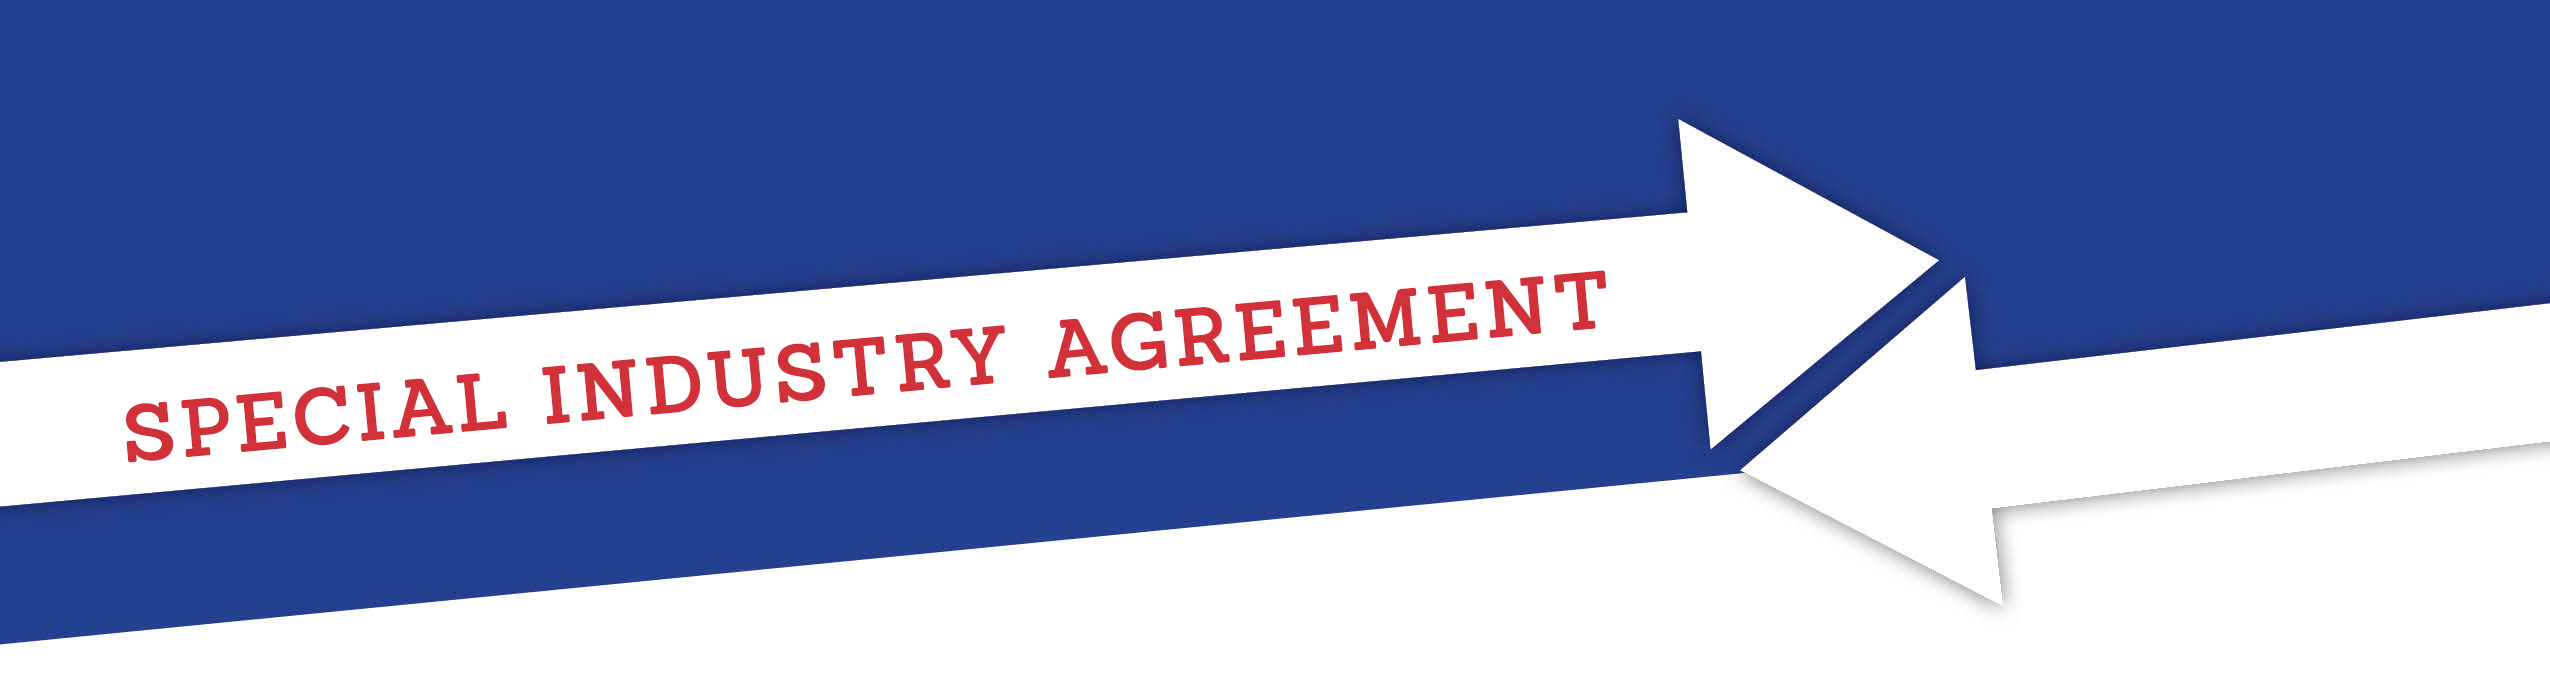 SPECIAL INDUSTRY AGREEMENT